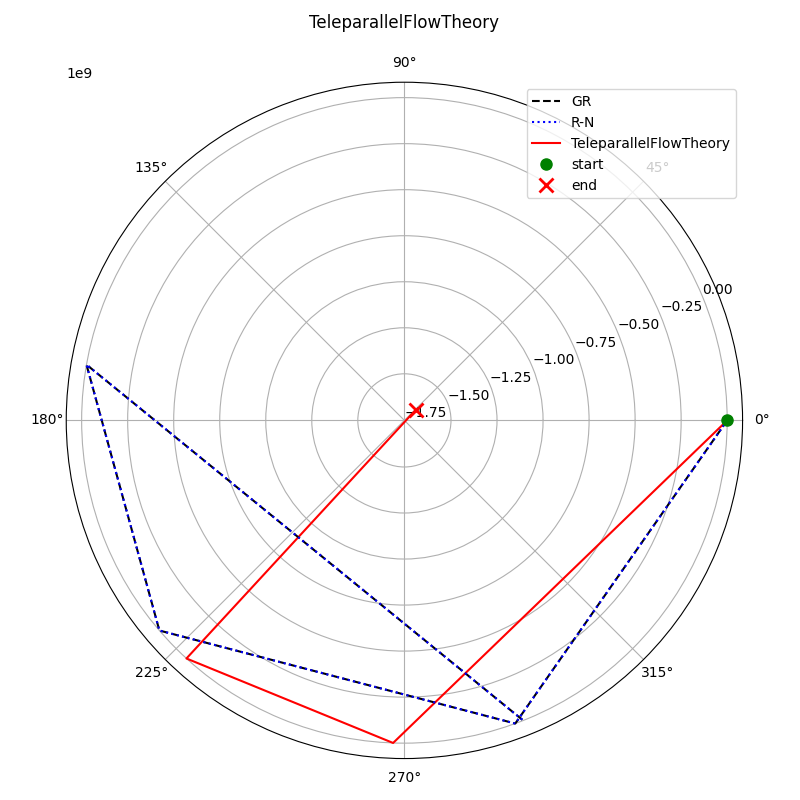 TeleparallelFlowTheory
1e9
90°
GR
R-N
TeleparallelFlowTheory
start
end
135°
45°
0.00
−0.25
−0.50
−0.75
−1.00
−1.25
−1.50
−1.75
180°
0°
225°
315°
270°